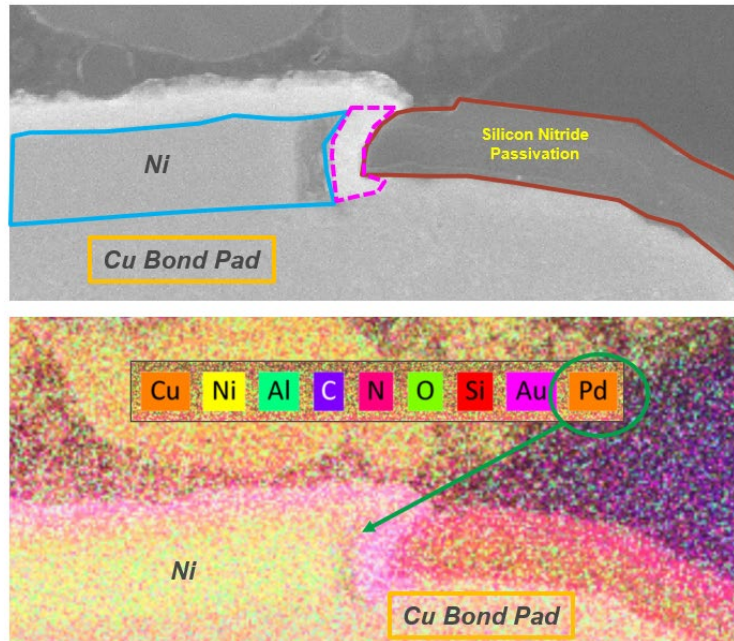 Ni
Silicon Nitride
Passivation
Cu Bond Pad
Cu Ni Al C N O Si Au Pd
Ni
Cu Bond Pad